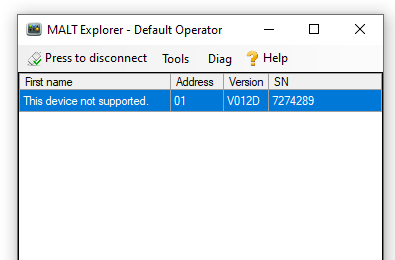 MALT Explorer - Default Operator
Press to disconnect Tools Diag Help
First name Address Version SN
This device not supported. 01 V012D 7274289